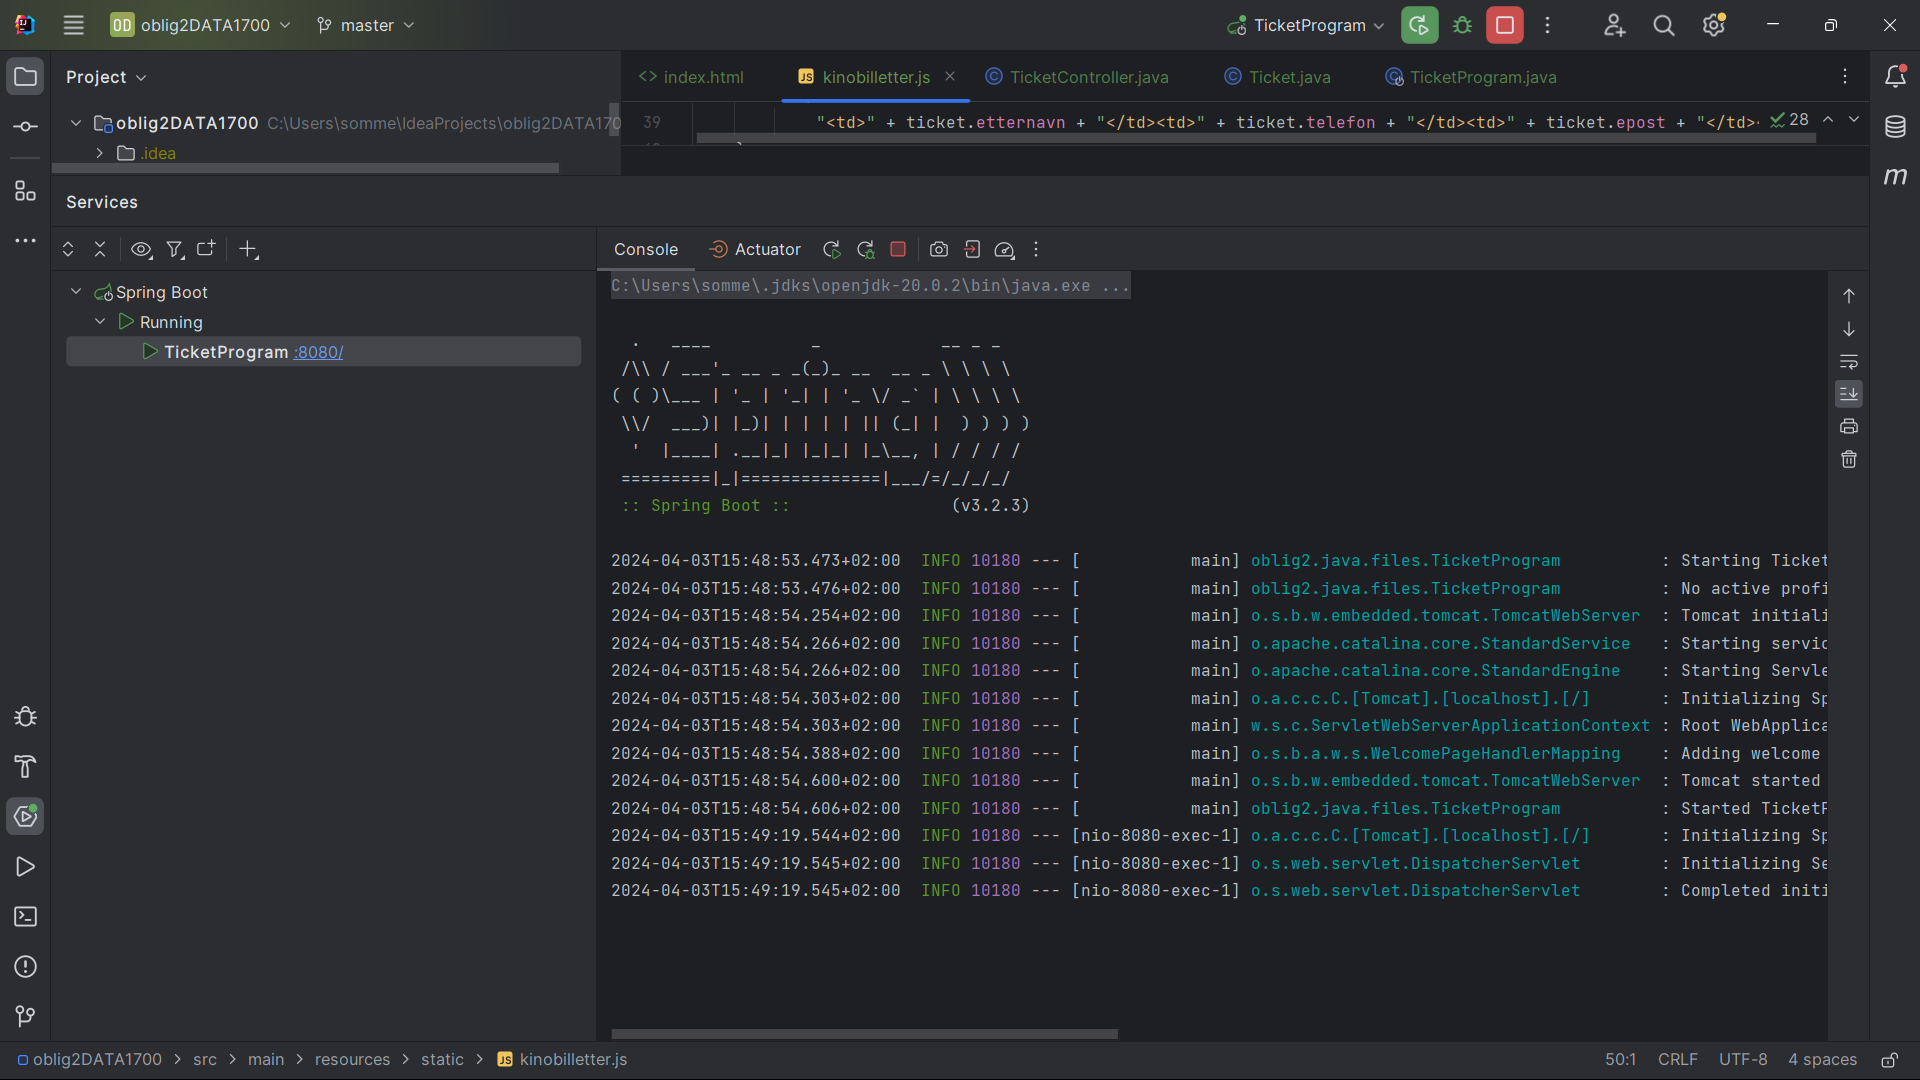 OD oblig2DATA1700 master TicketProgram
Project
index.html JS kinobilletter.js TicketController.java Ticket.java TicketProgram.java
oblig2DATA1700 C:\Users\somme\IdeaProjects\oblig2DATA170
39 "<td>" + ticket.etternavn + "</td><td>" + ticket.telefon + "</td><td>" + ticket.epost + "</td> 28
.idea
Services
Console Actuator
C:\Users\somme\.jdks\openjdk-20.0.2\bin\java.exe ...
Spring Boot
Running
TicketProgram :8080/
  .   ____          _            __ _ _
 /\\ / ___'_ __ _ _(_)_ __  __ _ \ \ \ \
( ( )\___ | '_ | '_| | '_ \/ _` | \ \ \ \
 \\/  ___)| |_)| | | | | || (_| |  ) ) ) )
  '  |____| .__|_| |_|_| |_\__, | / / / /
 =========|_|==============|___/=/_/_/_/
 :: Spring Boot ::                (v3.2.3)
2024-04-03T15:48:53.473+02:00  INFO 10180 --- [           main] oblig2.java.files.TicketProgram          : Starting Ticket
2024-04-03T15:48:53.476+02:00  INFO 10180 --- [           main] oblig2.java.files.TicketProgram          : No active profi
2024-04-03T15:48:54.254+02:00  INFO 10180 --- [           main] o.s.b.w.embedded.tomcat.TomcatWebServer  : Tomcat initiali
2024-04-03T15:48:54.266+02:00  INFO 10180 --- [           main] o.apache.catalina.core.StandardService   : Starting servic
2024-04-03T15:48:54.266+02:00  INFO 10180 --- [           main] o.apache.catalina.core.StandardEngine    : Starting Servle
2024-04-03T15:48:54.303+02:00  INFO 10180 --- [           main] o.a.c.c.C.[Tomcat].[localhost].[/]       : Initializing Sp
2024-04-03T15:48:54.303+02:00  INFO 10180 --- [           main] w.s.c.ServletWebServerApplicationContext : Root WebApplica
2024-04-03T15:48:54.388+02:00  INFO 10180 --- [           main] o.s.b.a.w.s.WelcomePageHandlerMapping    : Adding welcome
2024-04-03T15:48:54.600+02:00  INFO 10180 --- [           main] o.s.b.w.embedded.tomcat.TomcatWebServer  : Tomcat started
2024-04-03T15:48:54.606+02:00  INFO 10180 --- [           main] oblig2.java.files.TicketProgram          : Started TicketP
2024-04-03T15:49:19.544+02:00  INFO 10180 --- [nio-8080-exec-1] o.a.c.c.C.[Tomcat].[localhost].[/]       : Initializing Sp
2024-04-03T15:49:19.545+02:00  INFO 10180 --- [nio-8080-exec-1] o.s.web.servlet.DispatcherServlet        : Initializing Se
2024-04-03T15:49:19.545+02:00  INFO 10180 --- [nio-8080-exec-1] o.s.web.servlet.DispatcherServlet        : Completed initi
oblig2DATA1700 > src > main > resources > static > JS kinobilletter.js 50:1 CRLF UTF-8 4 spaces